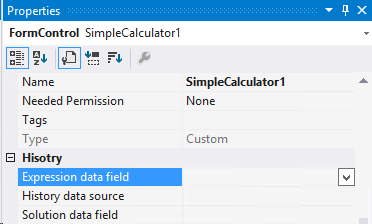 Properties
FormControl SimpleCalculator1
Name SimpleCalculator1
Needed Permission None
Tags
Type Custom
Hisotry
Expression data field
History data source
Solution data field